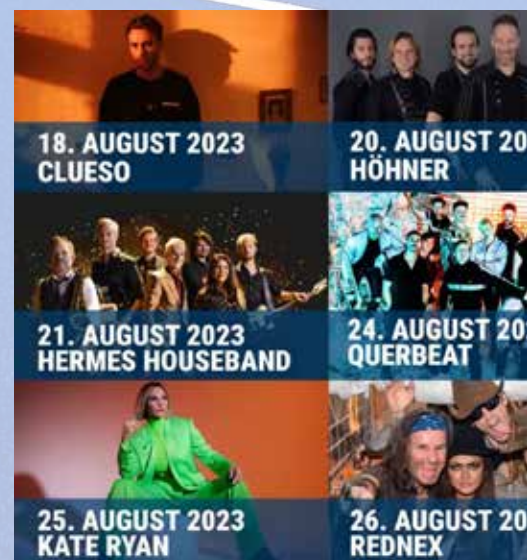 18. AUGUST 2023
CLUESO
20. AUGUST 20
HÖHNER
21. AUGUST 2023
HERMES HOUSEBAND
24. AUGUST 20
QUERBEAT
25. AUGUST 2023
KATE RYAN
26. AUGUST 20
REDNEX